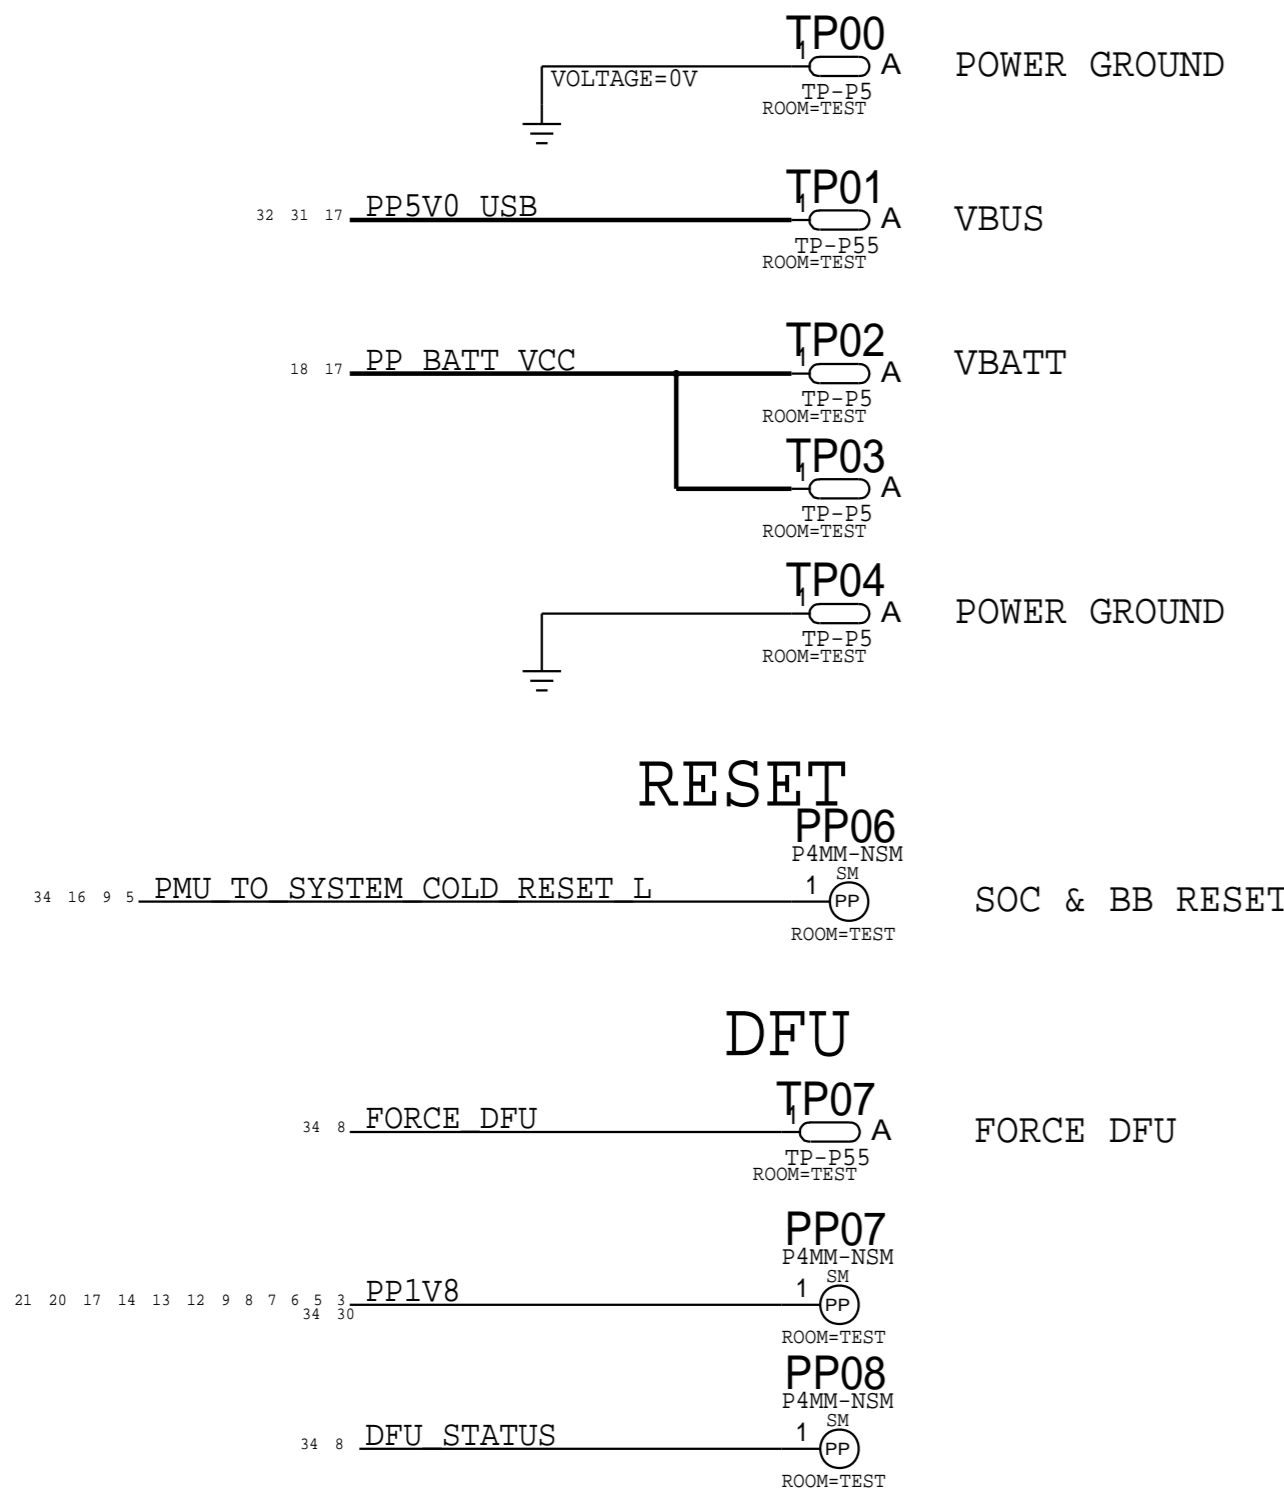 TP00
1
A
POWER GROUND
VOLTAGE=0V
TP-P5
ROOM=TEST
TP01
32 31 17
PP5V0_USB
1
A
VBUS
TP-P55
ROOM=TEST
TP02
18 17
PP_BATT_VCC
1
A
VBATT
TP-P5
ROOM=TEST
TP03
1
A
TP-P5
ROOM=TEST
TP04
1
A
POWER GROUND
TP-P5
ROOM=TEST
RESET
PP06
P4MM-NSM
SM
34 16 9 5
PMU_TO_SYSTEM_COLD_RESET_L
1
PP
SOC & BB RESET
ROOM=TEST
DFU
TP07
34 8
FORCE_DFU
1
A
FORCE DFU
TP-P55
ROOM=TEST
PP07
P4MM-NSM
SM
21 20 17 14 13 12 9 8 7 6 5 3
34 30
PP1V8
1
PP
ROOM=TEST
PP08
P4MM-NSM
SM
34 8
DFU_STATUS
1
PP
ROOM=TEST